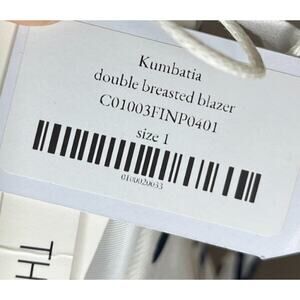 Kumbatia
double breasted blazer
C01003FINP0401
size 1
0100020033
TH